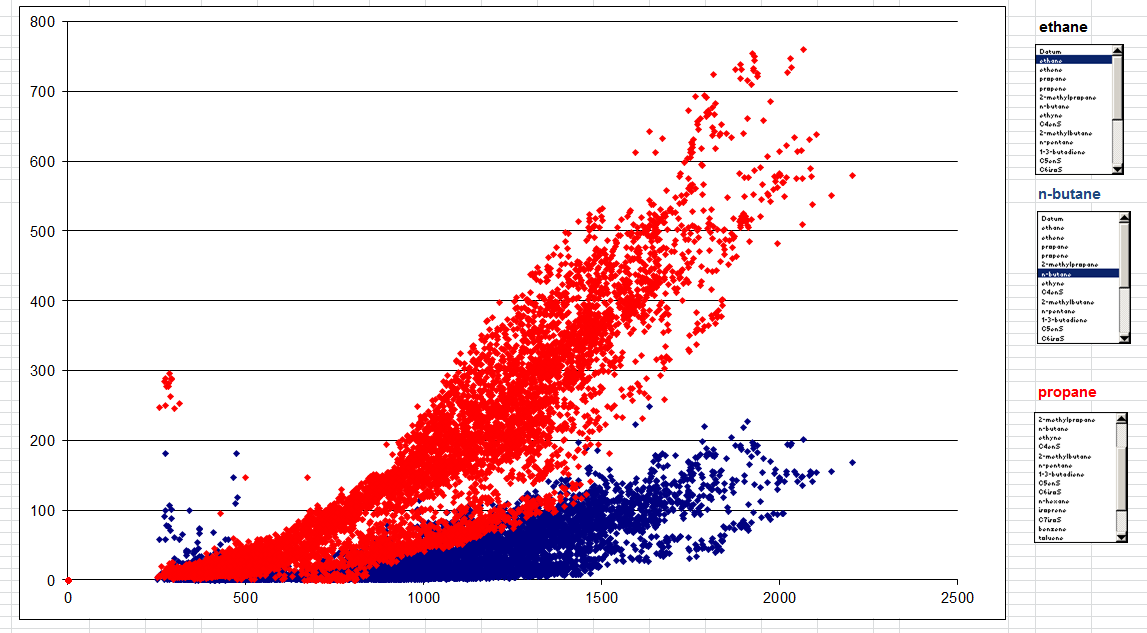 800
700
600
500
400
300
200
100
0
0
500
1000
1500
2000
2500
ethane
Datum
ethane
ethene
propane
propene
2-methylpropane
n-butane
ethyne
C4enS
2-methylbutane
n-pentane
1-3-butadiene
C5enS
C6iraS
n-butane
Datum
ethane
ethene
propane
propene
2-methylpropane
n-butane
ethyne
C4enS
2-methylbutane
n-pentane
1-3-butadiene
C5enS
C6iraS
propane
2-methylpropane
n-butane
ethyne
C4enS
2-methylbutane
n-pentane
1-3-butadiene
C5enS
C6iraS
n-hexane
isoprene
C7iraS
benzene
toluene